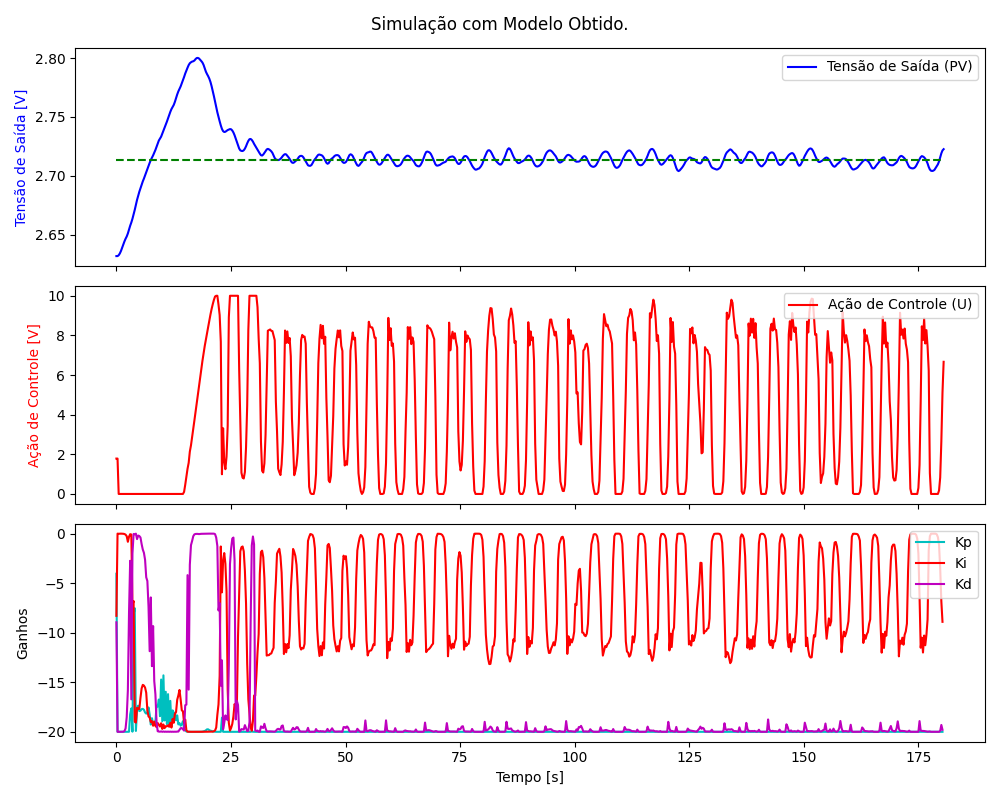 Simulação com Modelo Obtido.
Tensão de Saída [V]
2.80
2.75
2.70
2.65
Tensão de Saída (PV)
Ação de Controle [V]
10
8
6
4
2
0
Ação de Controle (U)
Ganhos
0
−5
−10
−15
−20
Kp
Ki
Kd
0 25 50 75 100 125 150 175
Tempo [s]